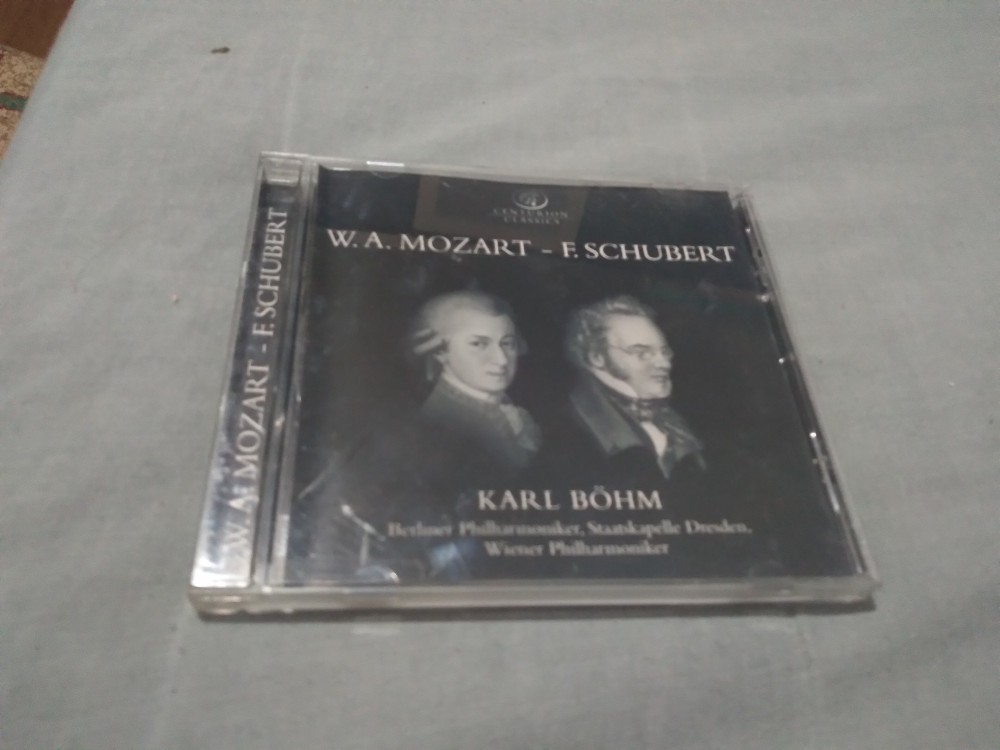 CENTURION
CLASSICS
W. A. MOZART - F. SCHUBERT
KARL BÖHM
Berliner Philharmoniker, Staatskapelle Dresden,
Wiener Philharmoniker
W. A. MOZART - F. SCHUBERT